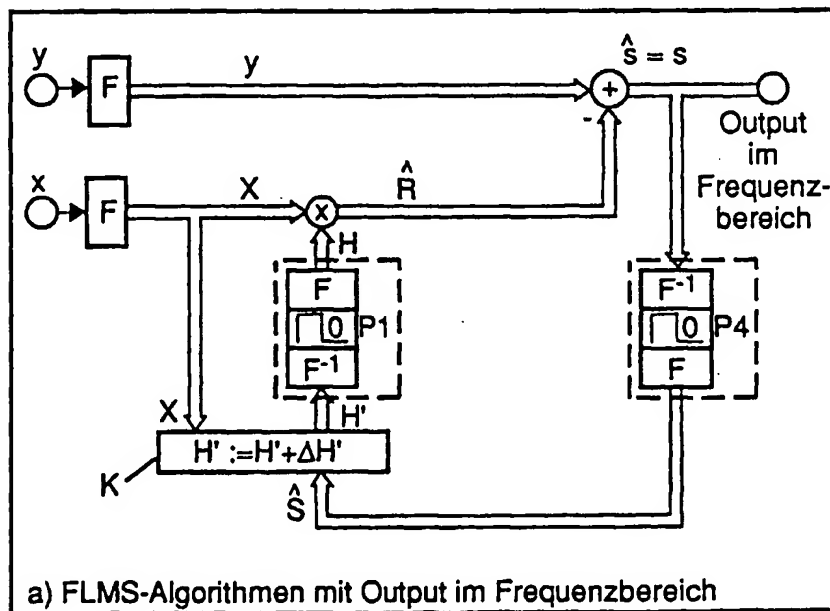 y
F
y
ŝ = s
+
-
Output
im
Frequenz-
bereich
x
F
X
x
R̂
H
F
0
P1
F-1
F-1
0
P4
F
X
H'
H' :=H'+ΔH'
K
Ŝ
a) FLMS-Algorithmen mit Output im Frequenzbereich